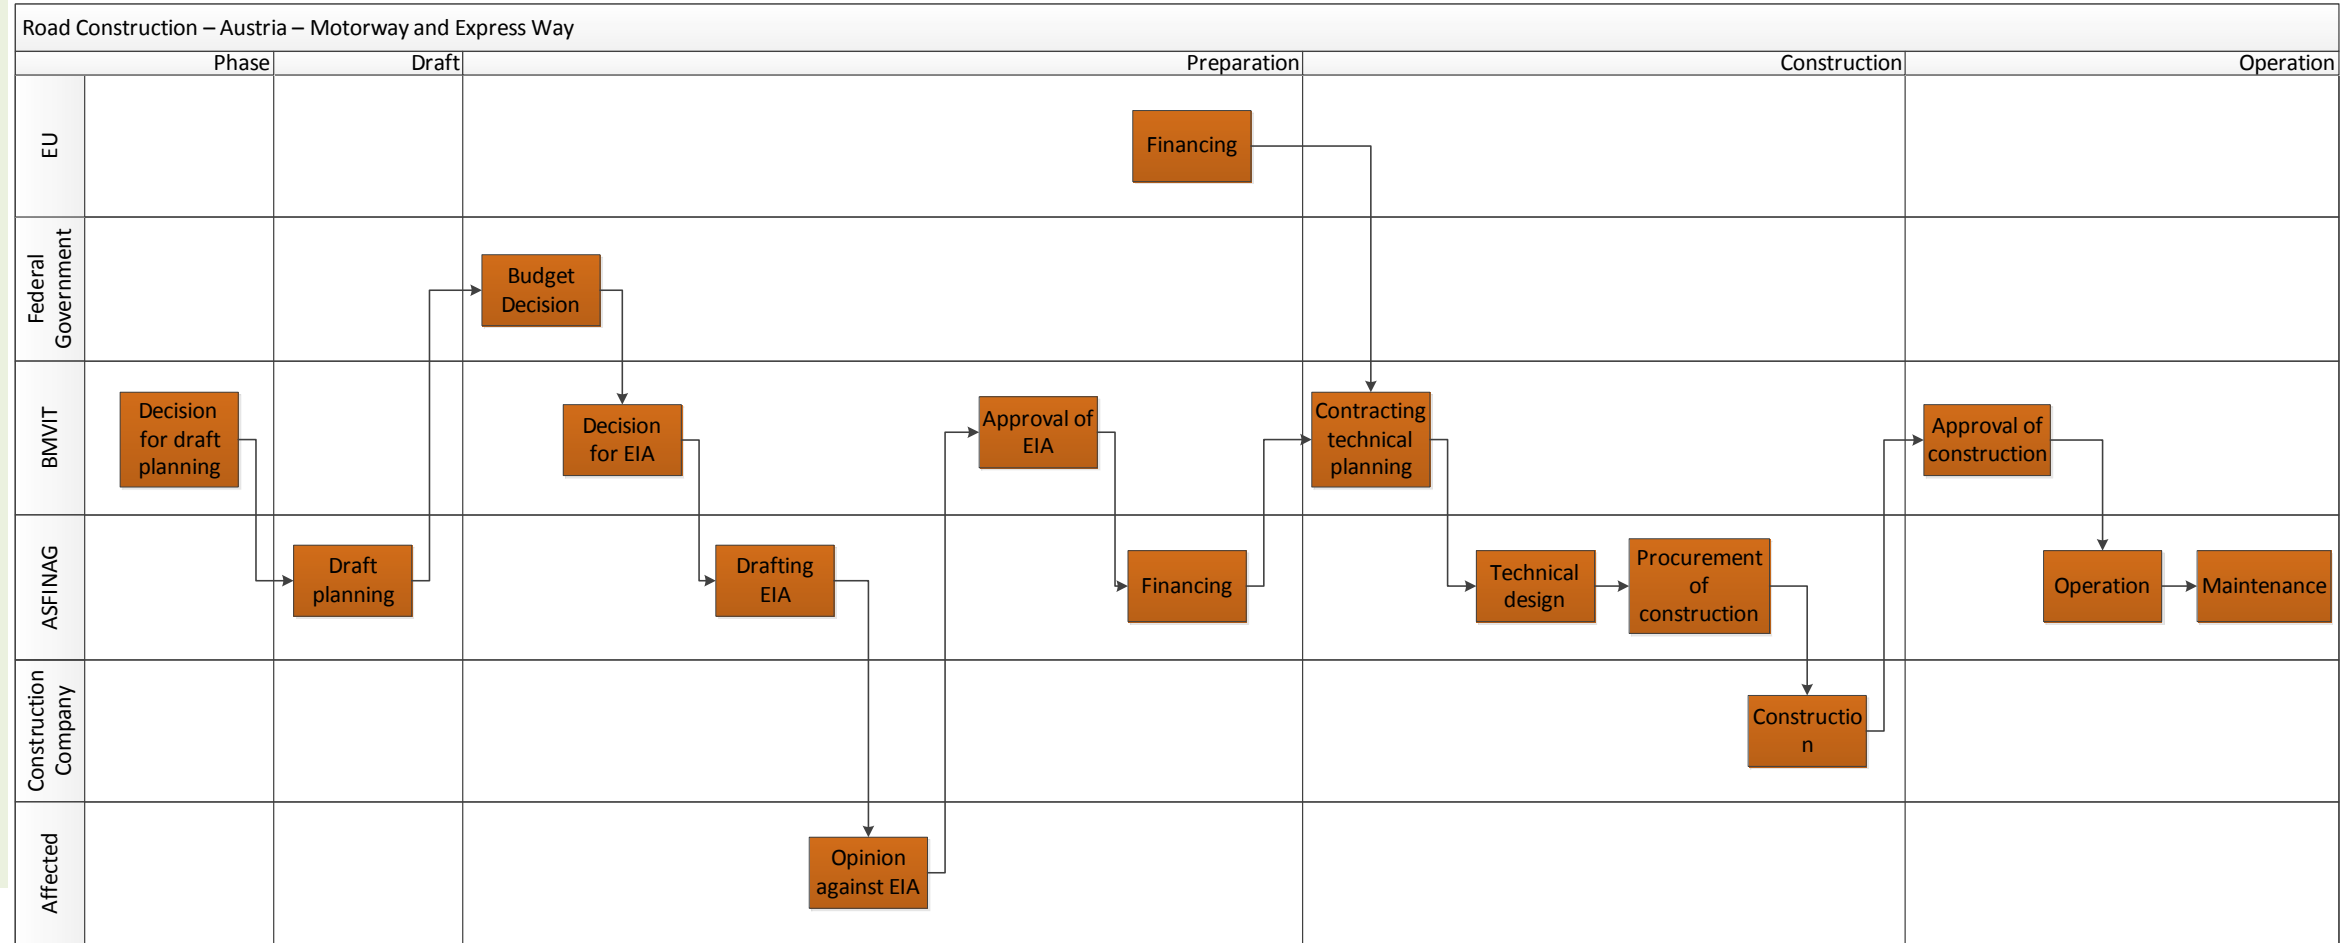 Road Construction – Austria – Motorway and Express Way
Phase
Draft
Preparation
Construction
Operation
EU
Financing
Federal
Government
Budget
Decision
BMVIT
Decision
for draft
planning
Decision
for EIA
Approval of
EIA
Contracting
technical
planning
Approval of
construction
ASFINAG
Draft
planning
Drafting
EIA
Financing
Technical
design
Procurement
of
construction
Operation
Maintenance
Construction
Company
Constructio
n
Affected
Opinion
against EIA